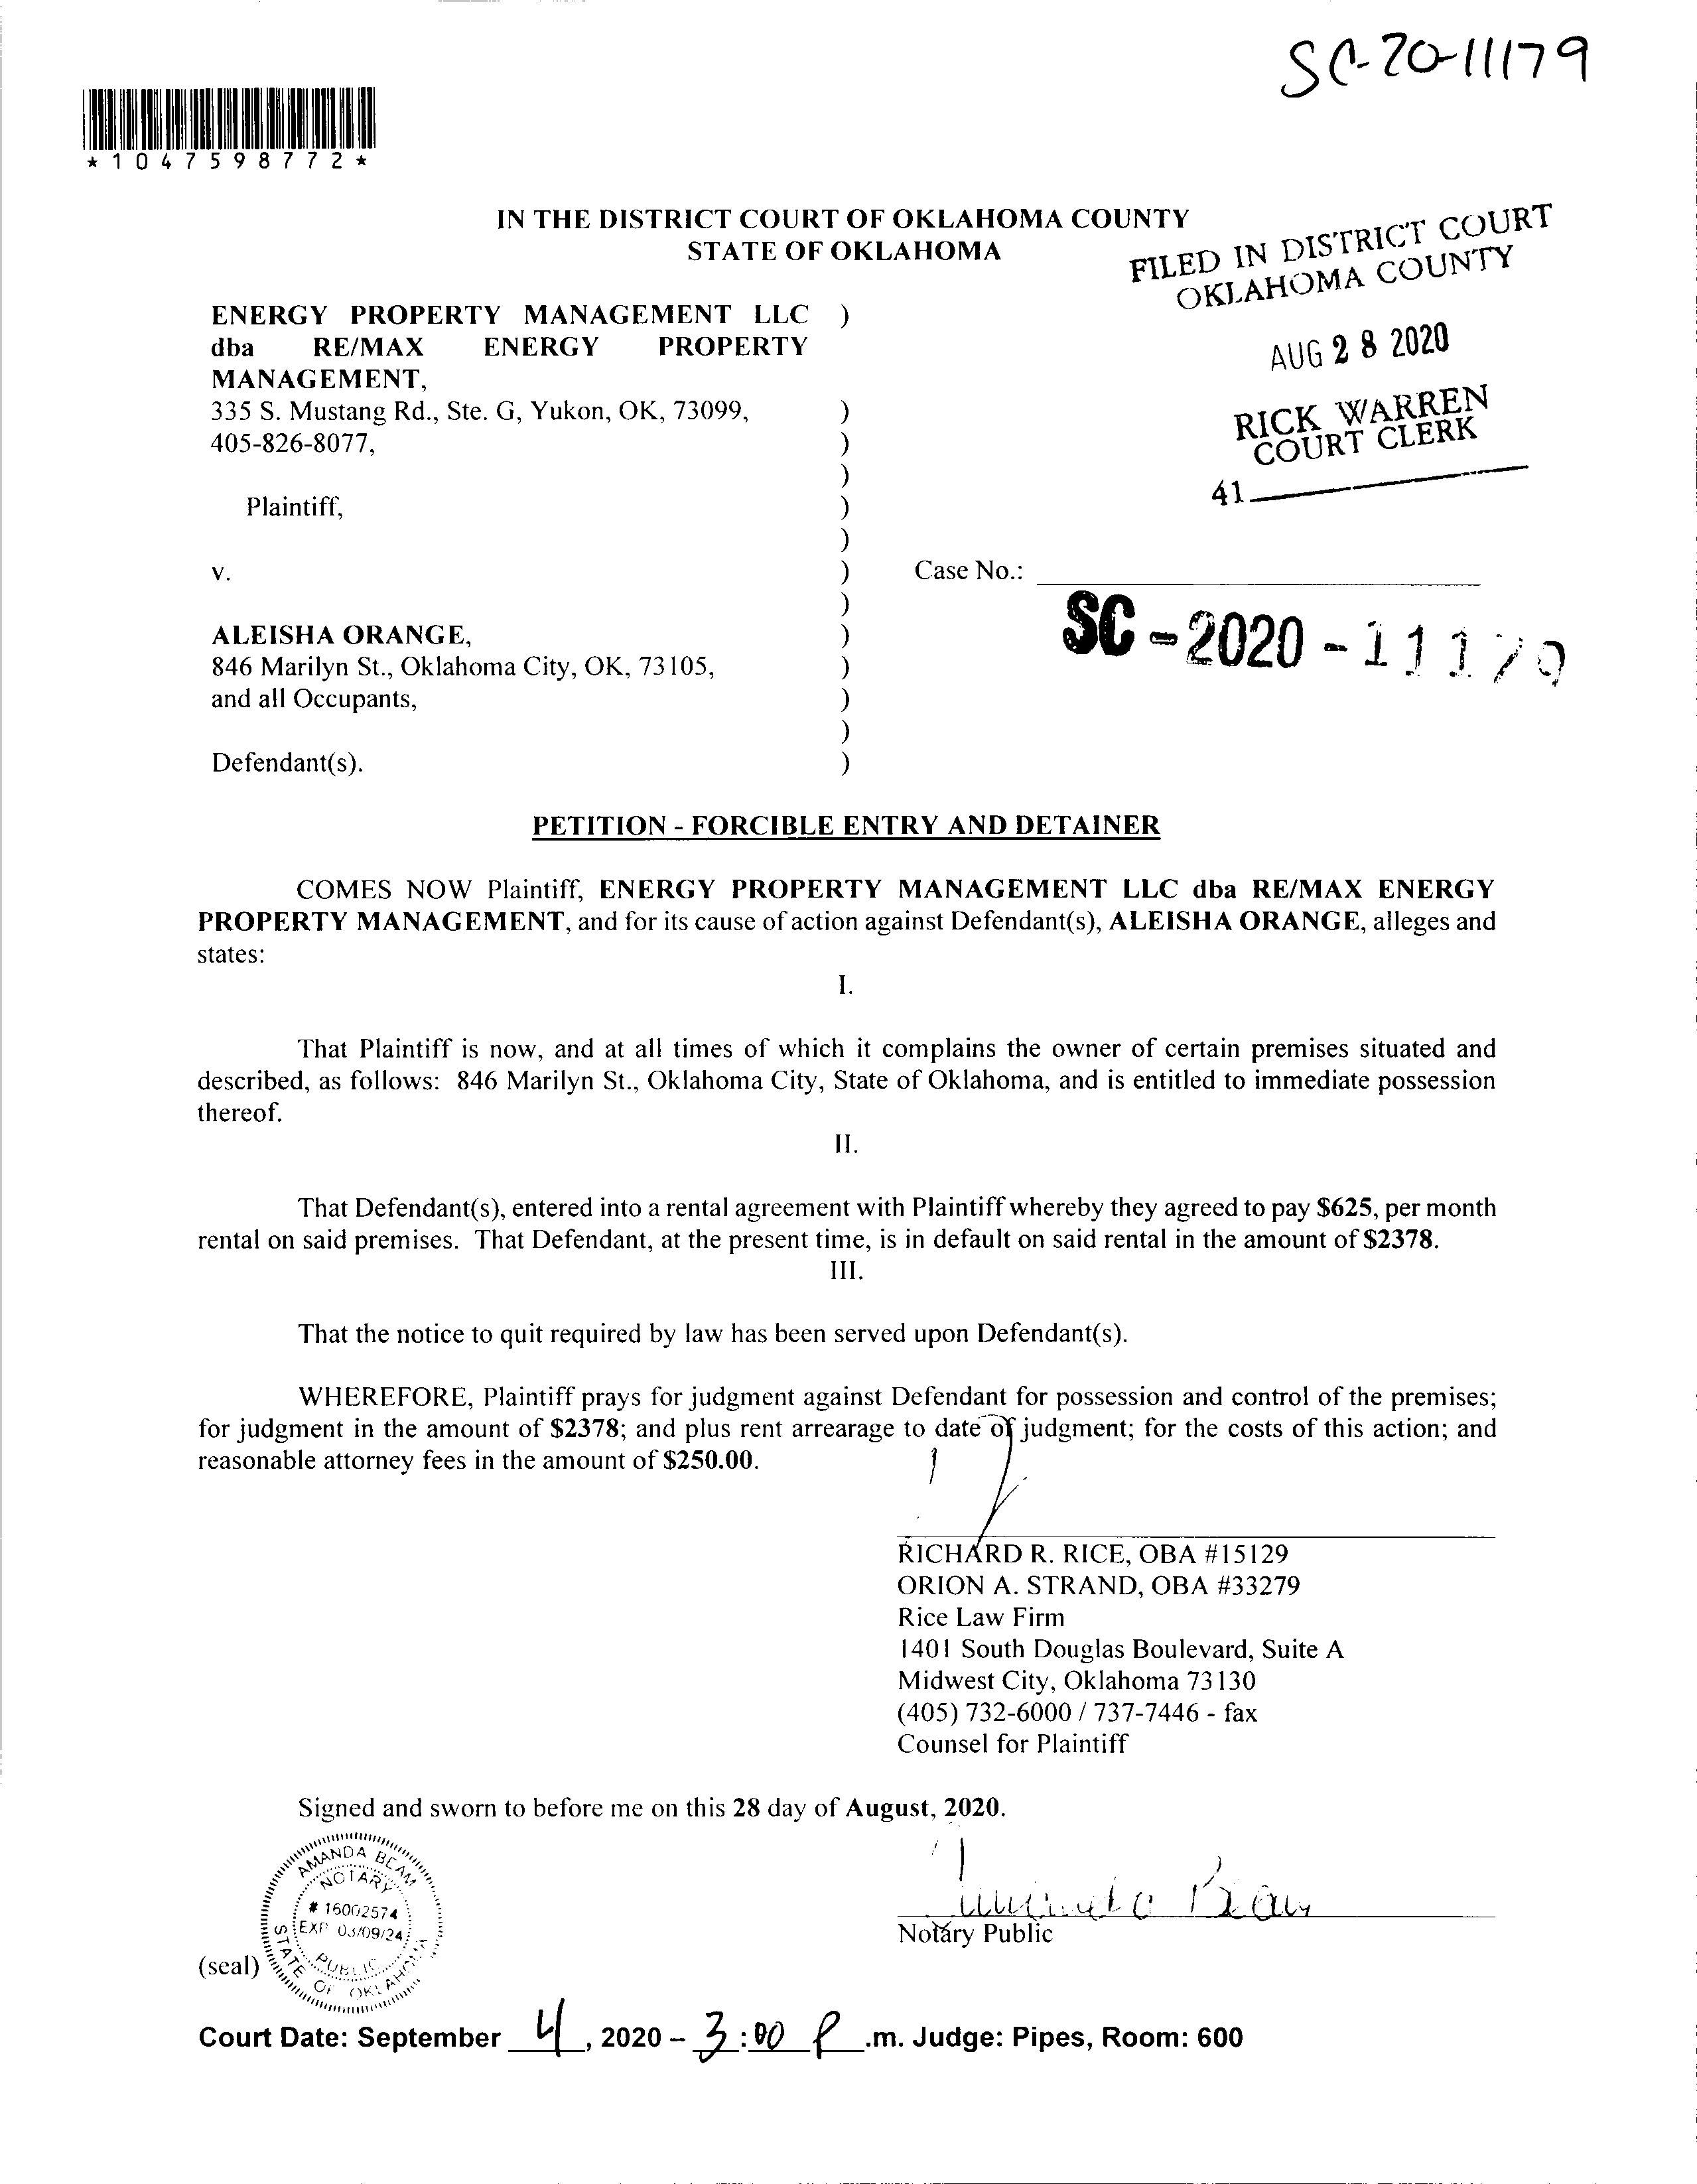 SC-20-11179
*1047598772*
IN THE DISTRICT COURT OF OKLAHOMA COUNTY
STATE OF OKLAHOMA
FILED IN DISTRICT COURT
OKLAHOMA COUNTY
AUG 28 2020
RICK WARREN
COURT CLERK
41
ENERGY PROPERTY MANAGEMENT LLC )
dba RE/MAX ENERGY PROPERTY
MANAGEMENT,
335 S. Mustang Rd., Ste. G, Yukon, OK, 73099, )
405-826-8077, )
)
Plaintiff, )
)
v. ) Case No.:
)
SC-2020-11179
ALEISHA ORANGE, )
846 Marilyn St., Oklahoma City, OK, 73105, )
and all Occupants, )
)
Defendant(s). )
PETITION - FORCIBLE ENTRY AND DETAINER
COMES NOW Plaintiff, ENERGY PROPERTY MANAGEMENT LLC dba RE/MAX ENERGY
PROPERTY MANAGEMENT, and for its cause of action against Defendant(s), ALEISHA ORANGE, alleges and
states:
I.
That Plaintiff is now, and at all times of which it complains the owner of certain premises situated and
described, as follows: 846 Marilyn St., Oklahoma City, State of Oklahoma, and is entitled to immediate possession
thereof.
II.
That Defendant(s), entered into a rental agreement with Plaintiff whereby they agreed to pay $625, per month
rental on said premises. That Defendant, at the present time, is in default on said rental in the amount of $2378.
III.
That the notice to quit required by law has been served upon Defendant(s).
WHEREFORE, Plaintiff prays for judgment against Defendant for possession and control of the premises;
for judgment in the amount of $2378; and plus rent arrearage to date of judgment; for the costs of this action; and
reasonable attorney fees in the amount of $250.00.
RICHARD R. RICE, OBA #15129
ORION A. STRAND, OBA #33279
Rice Law Firm
1401 South Douglas Boulevard, Suite A
Midwest City, Oklahoma 73130
(405) 732-6000 / 737-7446 - fax
Counsel for Plaintiff
Signed and sworn to before me on this 28 day of August, 2020.
AMANDA BEAM
NOTARY
# 16002574
EXP 03/09/24
PUBLIC
STATE OF OKLAHOMA
Amanda Beam
Notary Public
(seal)
Court Date: September 4, 2020 – 3:00 P.m. Judge: Pipes, Room: 600